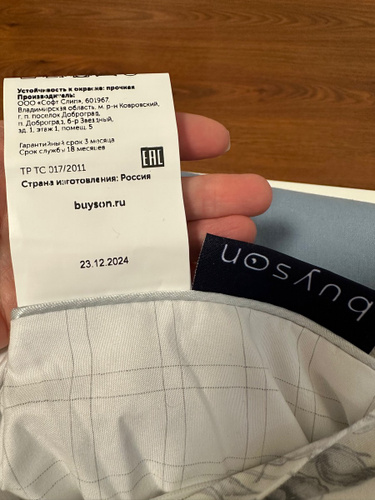 Устойчивость к окраске: прочная
Производитель:
ООО «Софт Слип», 601967,
Владимирская область, м. р-н Ковровский,
г. п. поселок Доброград,
п. Доброград, б-р Звездный,
зд. 1, этаж 1, помещ. 5
Гарантийный срок 3 месяца
Срок службы 18 месяцев
EAC
ТР ТС 017/2011
Страна изготовления: Россия
buyson.ru
23.12.2024
buyson